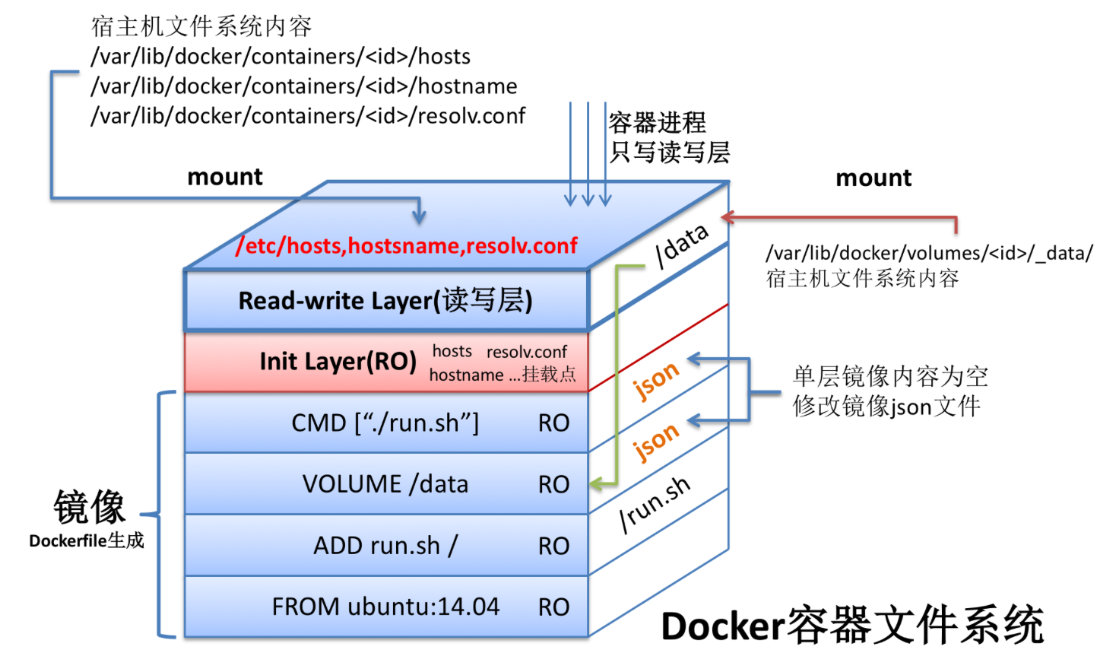 宿主机文件系统内容
/var/lib/docker/containers/<id>/hosts
/var/lib/docker/containers/<id>/hostname
/var/lib/docker/containers/<id>/resolv.conf
容器进程
只写读写层
mount
mount
/etc/hosts,hostsname,resolv.conf
/data
/var/lib/docker/volumes/<id>/_data/
宿主机文件系统内容
Read-write Layer(读写层)
Init Layer(RO)
hosts resolv.conf
hostname ...挂载点
json
json
单层镜像内容为空
修改镜像json文件
CMD [“./run.sh”] RO
VOLUME /data RO
/run.sh
镜像
Dockerfile生成
ADD run.sh / RO
FROM ubuntu:14.04 RO
Docker容器文件系统